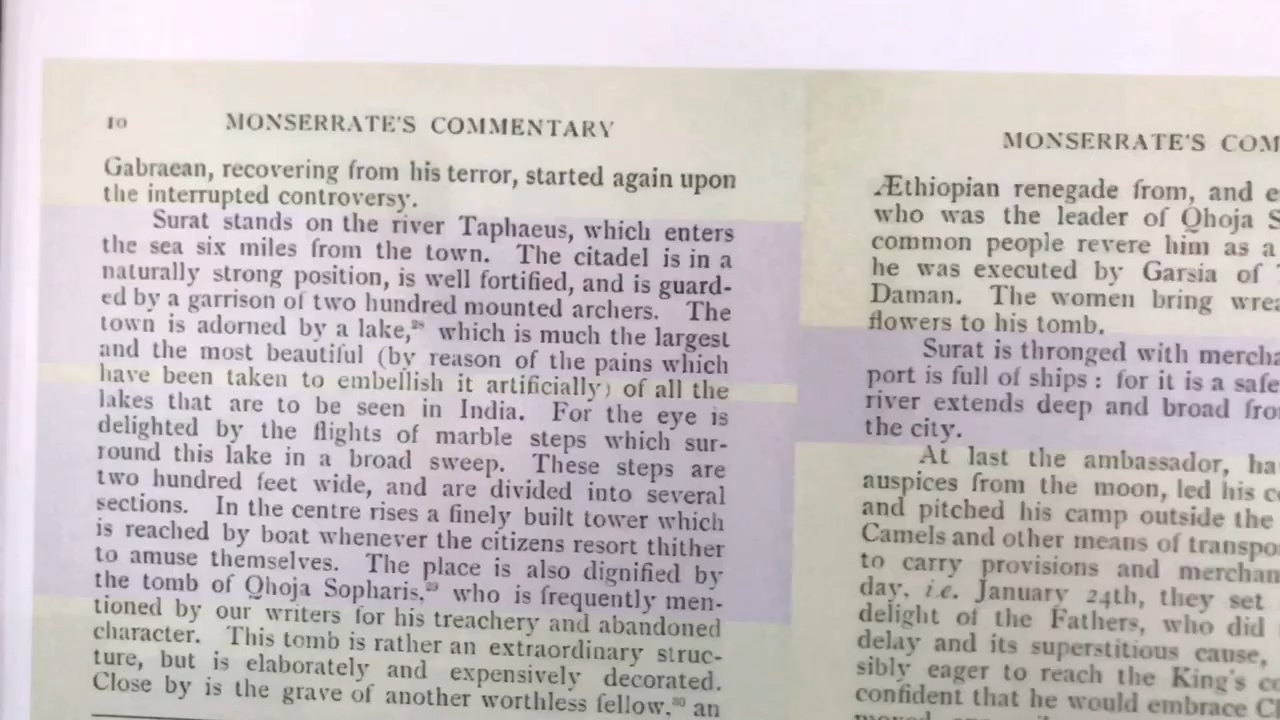 10 MONSERRATE'S COMMENTARY
Gabraean, recovering from his terror, started again upon
the interrupted controversy.
Surat stands on the river Taphaeus, which enters
the sea six miles from the town. The citadel is in a
naturally strong position, is well fortified, and is guard-
ed by a garrison of two hundred mounted archers. The
town is adorned by a lake,²⁸ which is much the largest
and the most beautiful (by reason of the pains which
have been taken to embellish it artificially) of all the
lakes that are to be seen in India. For the eye is
delighted by the flights of marble steps which sur-
round this lake in a broad sweep. These steps are
two hundred feet wide, and are divided into several
sections. In the centre rises a finely built tower which
is reached by boat whenever the citizens resort thither
to amuse themselves. The place is also dignified by
the tomb of Qhoja Sopharis,²⁹ who is frequently men-
tioned by our writers for his treachery and abandoned
character. This tomb is rather an extraordinary struc-
ture, but is elaborately and expensively decorated.
Close by is the grave of another worthless fellow,³⁰ an
MONSERRATE'S COM
Æthiopian renegade from, and e
who was the leader of Qhoja S
common people revere him as a
he was executed by Garsia of
Daman. The women bring wre
flowers to his tomb.
Surat is thronged with mercha
port is full of ships: for it is a safe
river extends deep and broad fro
the city.
At last the ambassador, ha
auspices from the moon, led his c
and pitched his camp outside the
Camels and other means of transpo
to carry provisions and merchan
day, i.e. January 24th, they set
delight of the Fathers, who did
delay and its superstitious cause,
sibly eager to reach the King's c
confident that he would embrace C